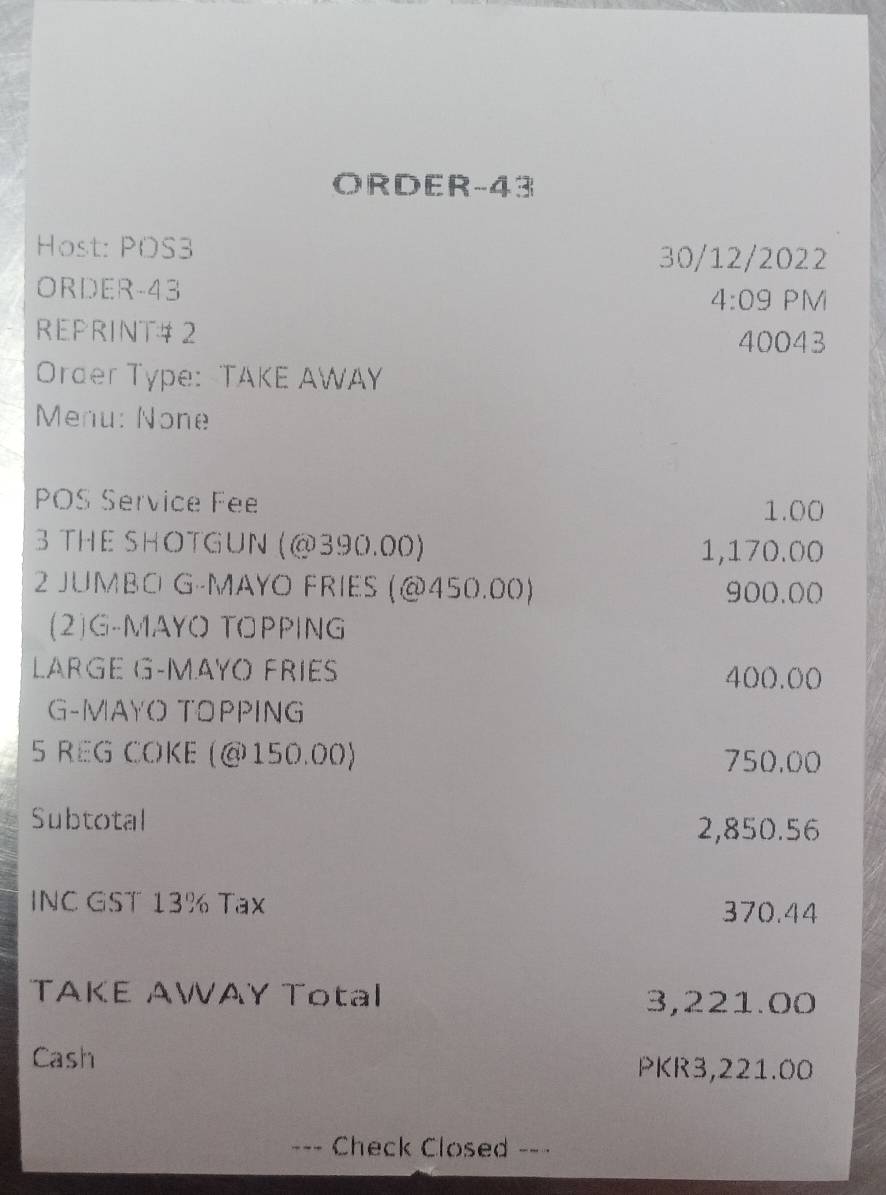 ORDER-43
Host: POS3 30/12/2022
ORDER-43 4:09 PM
REPRINT# 2 40043
Order Type: TAKE AWAY
Menu: None
POS Service Fee 1.00
3 THE SHOTGUN (@390.00) 1,170.00
2 JUMBO G-MAYO FRIES (@450.00) 900.00
(2)G-MAYO TOPPING
LARGE G-MAYO FRIES 400.00
G-MAYO TOPPING
5 REG COKE (@150.00) 750.00
Subtotal 2,850.56
INC GST 13% Tax 370.44
TAKE AWAY Total 3,221.00
Cash PKR3,221.00
--- Check Closed ---